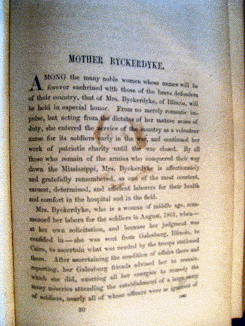 MOTHER BYCKERDYKE.
AMONG the many noble women whose names will be
forever enshrined with those of the brave defenders
of their country, that of Mrs. Byckerdyke, of Illinois, will
be held in especial honor. From no merely romantic im-
pulse, but acting from the dictates of her mature sense of
duty, she entered the service of the country as a volunteer
nurse for its soldiers early in the war, and continued her
work of patriotic charity until the war closed. By all
those who remain of the armies who conquered their way
down the Mississippi, Mrs. Byckerdyke is affectionately
and gratefully remembered, as one of the most constant,
earnest, determined, and efficient laborers for their health
and comfort in the hospital and in the field.
Mrs. Byckerdyke, who is a woman of middle age, com-
menced her labors for the soldiers in August, 1861, when—
at her own solicitation, and because her judgment was
confided in—she was sent from Galesburg, Illinois, to
Cairo, to ascertain what was needed by the troops stationed
there. After ascertaining the condition of affairs there and
reporting, her Galesburg friends advised her to remain,
which she did, exerting all her energies to remedy the
many miseries attending the establishment of a
of soldiers, nearly all of whose officers were as ignorant of
20